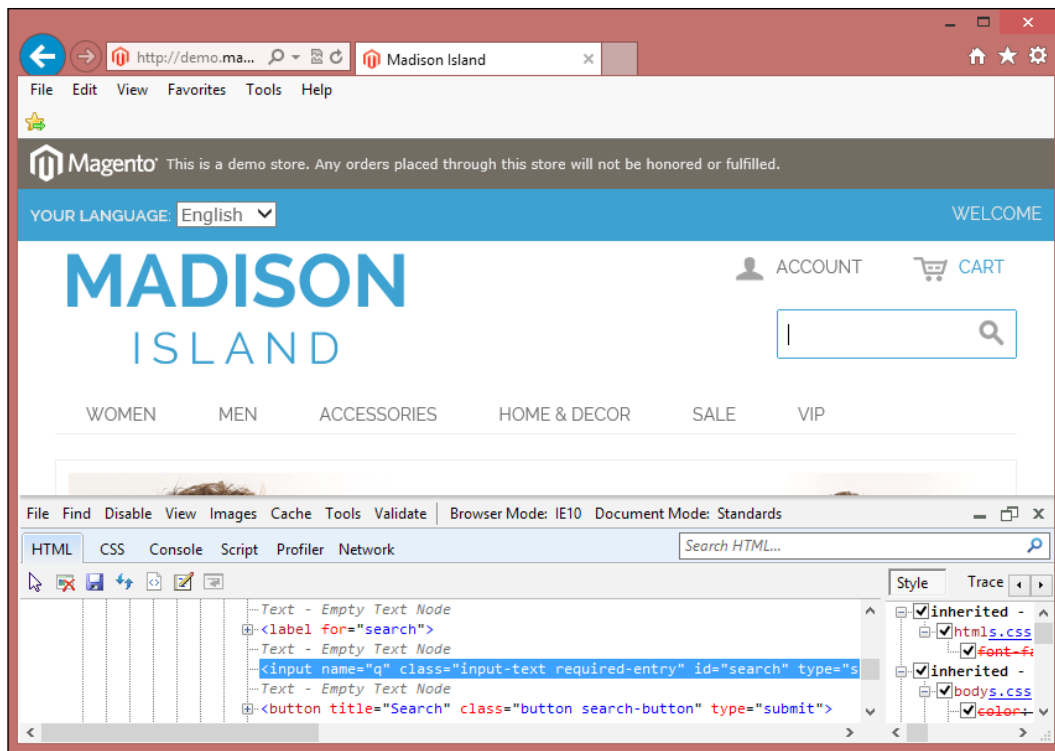 http://demo.ma... Madison Island
File Edit View Favorites Tools Help
Magento This is a demo store. Any orders placed through this store will not be honored or fulfilled.
YOUR LANGUAGE: English WELCOME
MADISON
ISLAND
ACCOUNT CART
WOMEN MEN ACCESSORIES HOME & DECOR SALE VIP
File Find Disable View Images Cache Tools Validate Browser Mode: IE10 Document Mode: Standards
HTML CSS Console Script Profiler Network Search HTML...
Style Trace
Text - Empty Text Node
<label for="search">
Text - Empty Text Node
<input name="q" class="input-text required-entry" id="search" type="s
Text - Empty Text Node
<button title="Search" class="button search-button" type="submit">
inherited -
htmls.css
font-fa
inherited -
bodys.css
color: